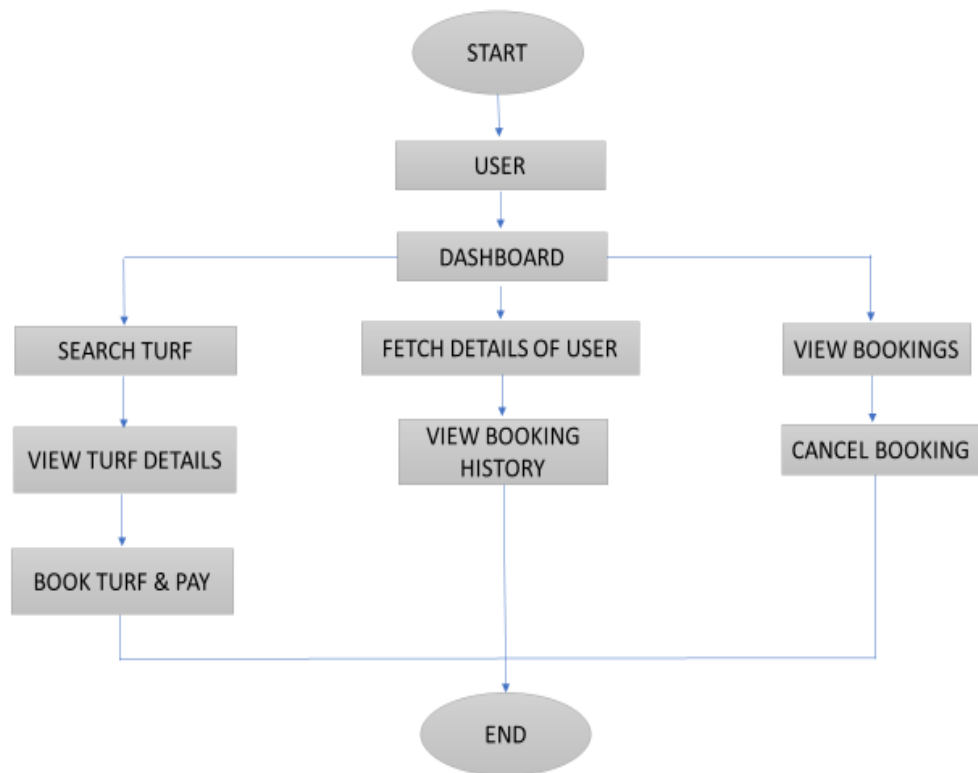 START
USER
DASHBOARD
SEARCH TURF
FETCH DETAILS OF USER
VIEW BOOKINGS
VIEW TURF DETAILS
VIEW BOOKING
HISTORY
CANCEL BOOKING
BOOK TURF & PAY
END